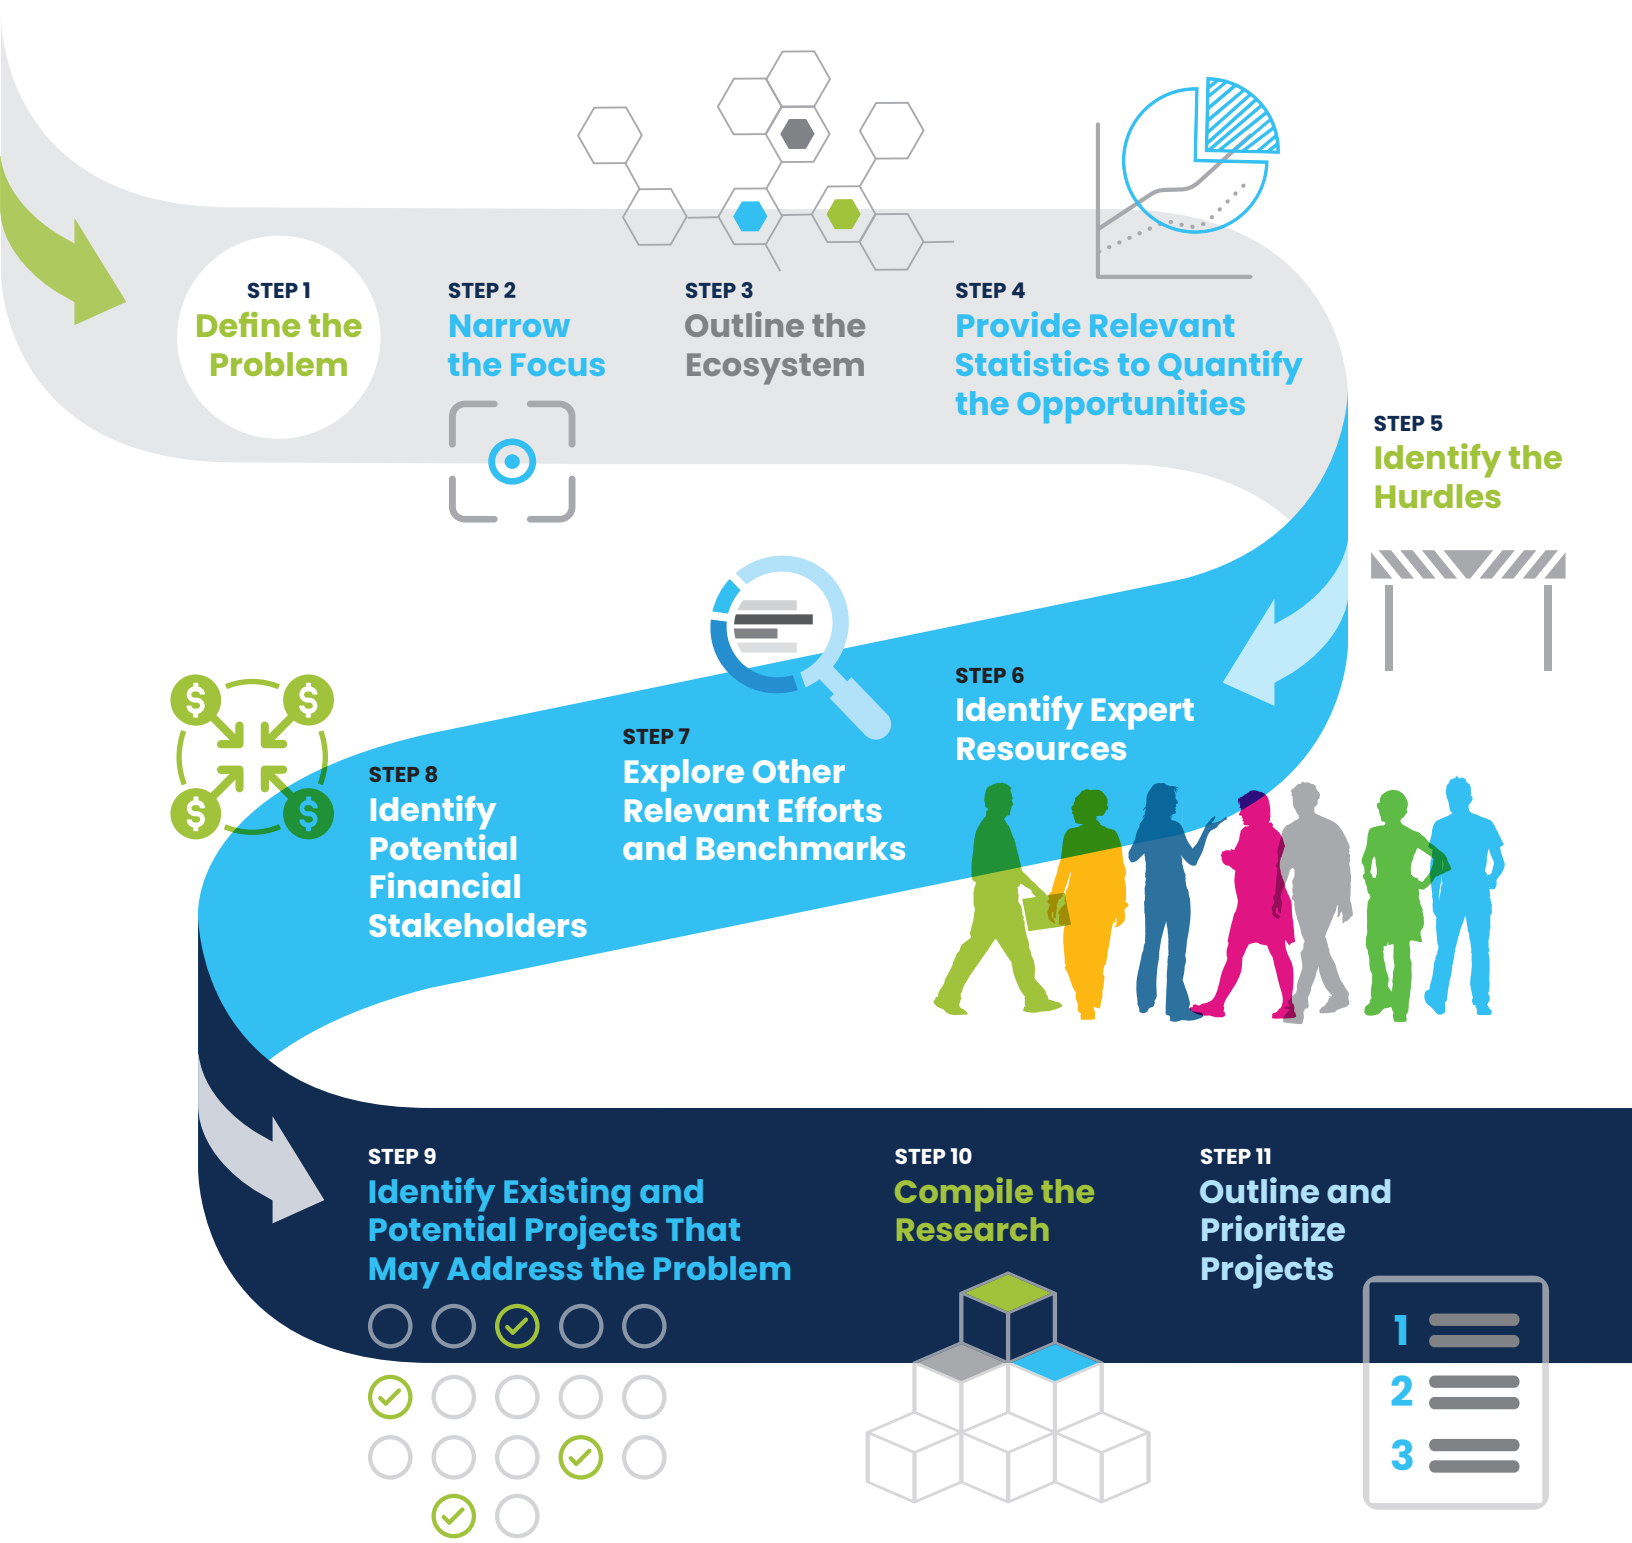 STEP 1
Define the
Problem
STEP 2
Narrow
the Focus
STEP 3
Outline the
Ecosystem
STEP 4
Provide Relevant
Statistics to Quantify
the Opportunities
STEP 5
Identify the
Hurdles
STEP 6
Identify Expert
Resources
STEP 7
Explore Other
Relevant Efforts
and Benchmarks
STEP 8
Identify
Potential
Financial
Stakeholders
$
$
$
$
STEP 9
Identify Existing and
Potential Projects That
May Address the Problem
STEP 10
Compile the
Research
STEP 11
Outline and
Prioritize
Projects
1
2
3